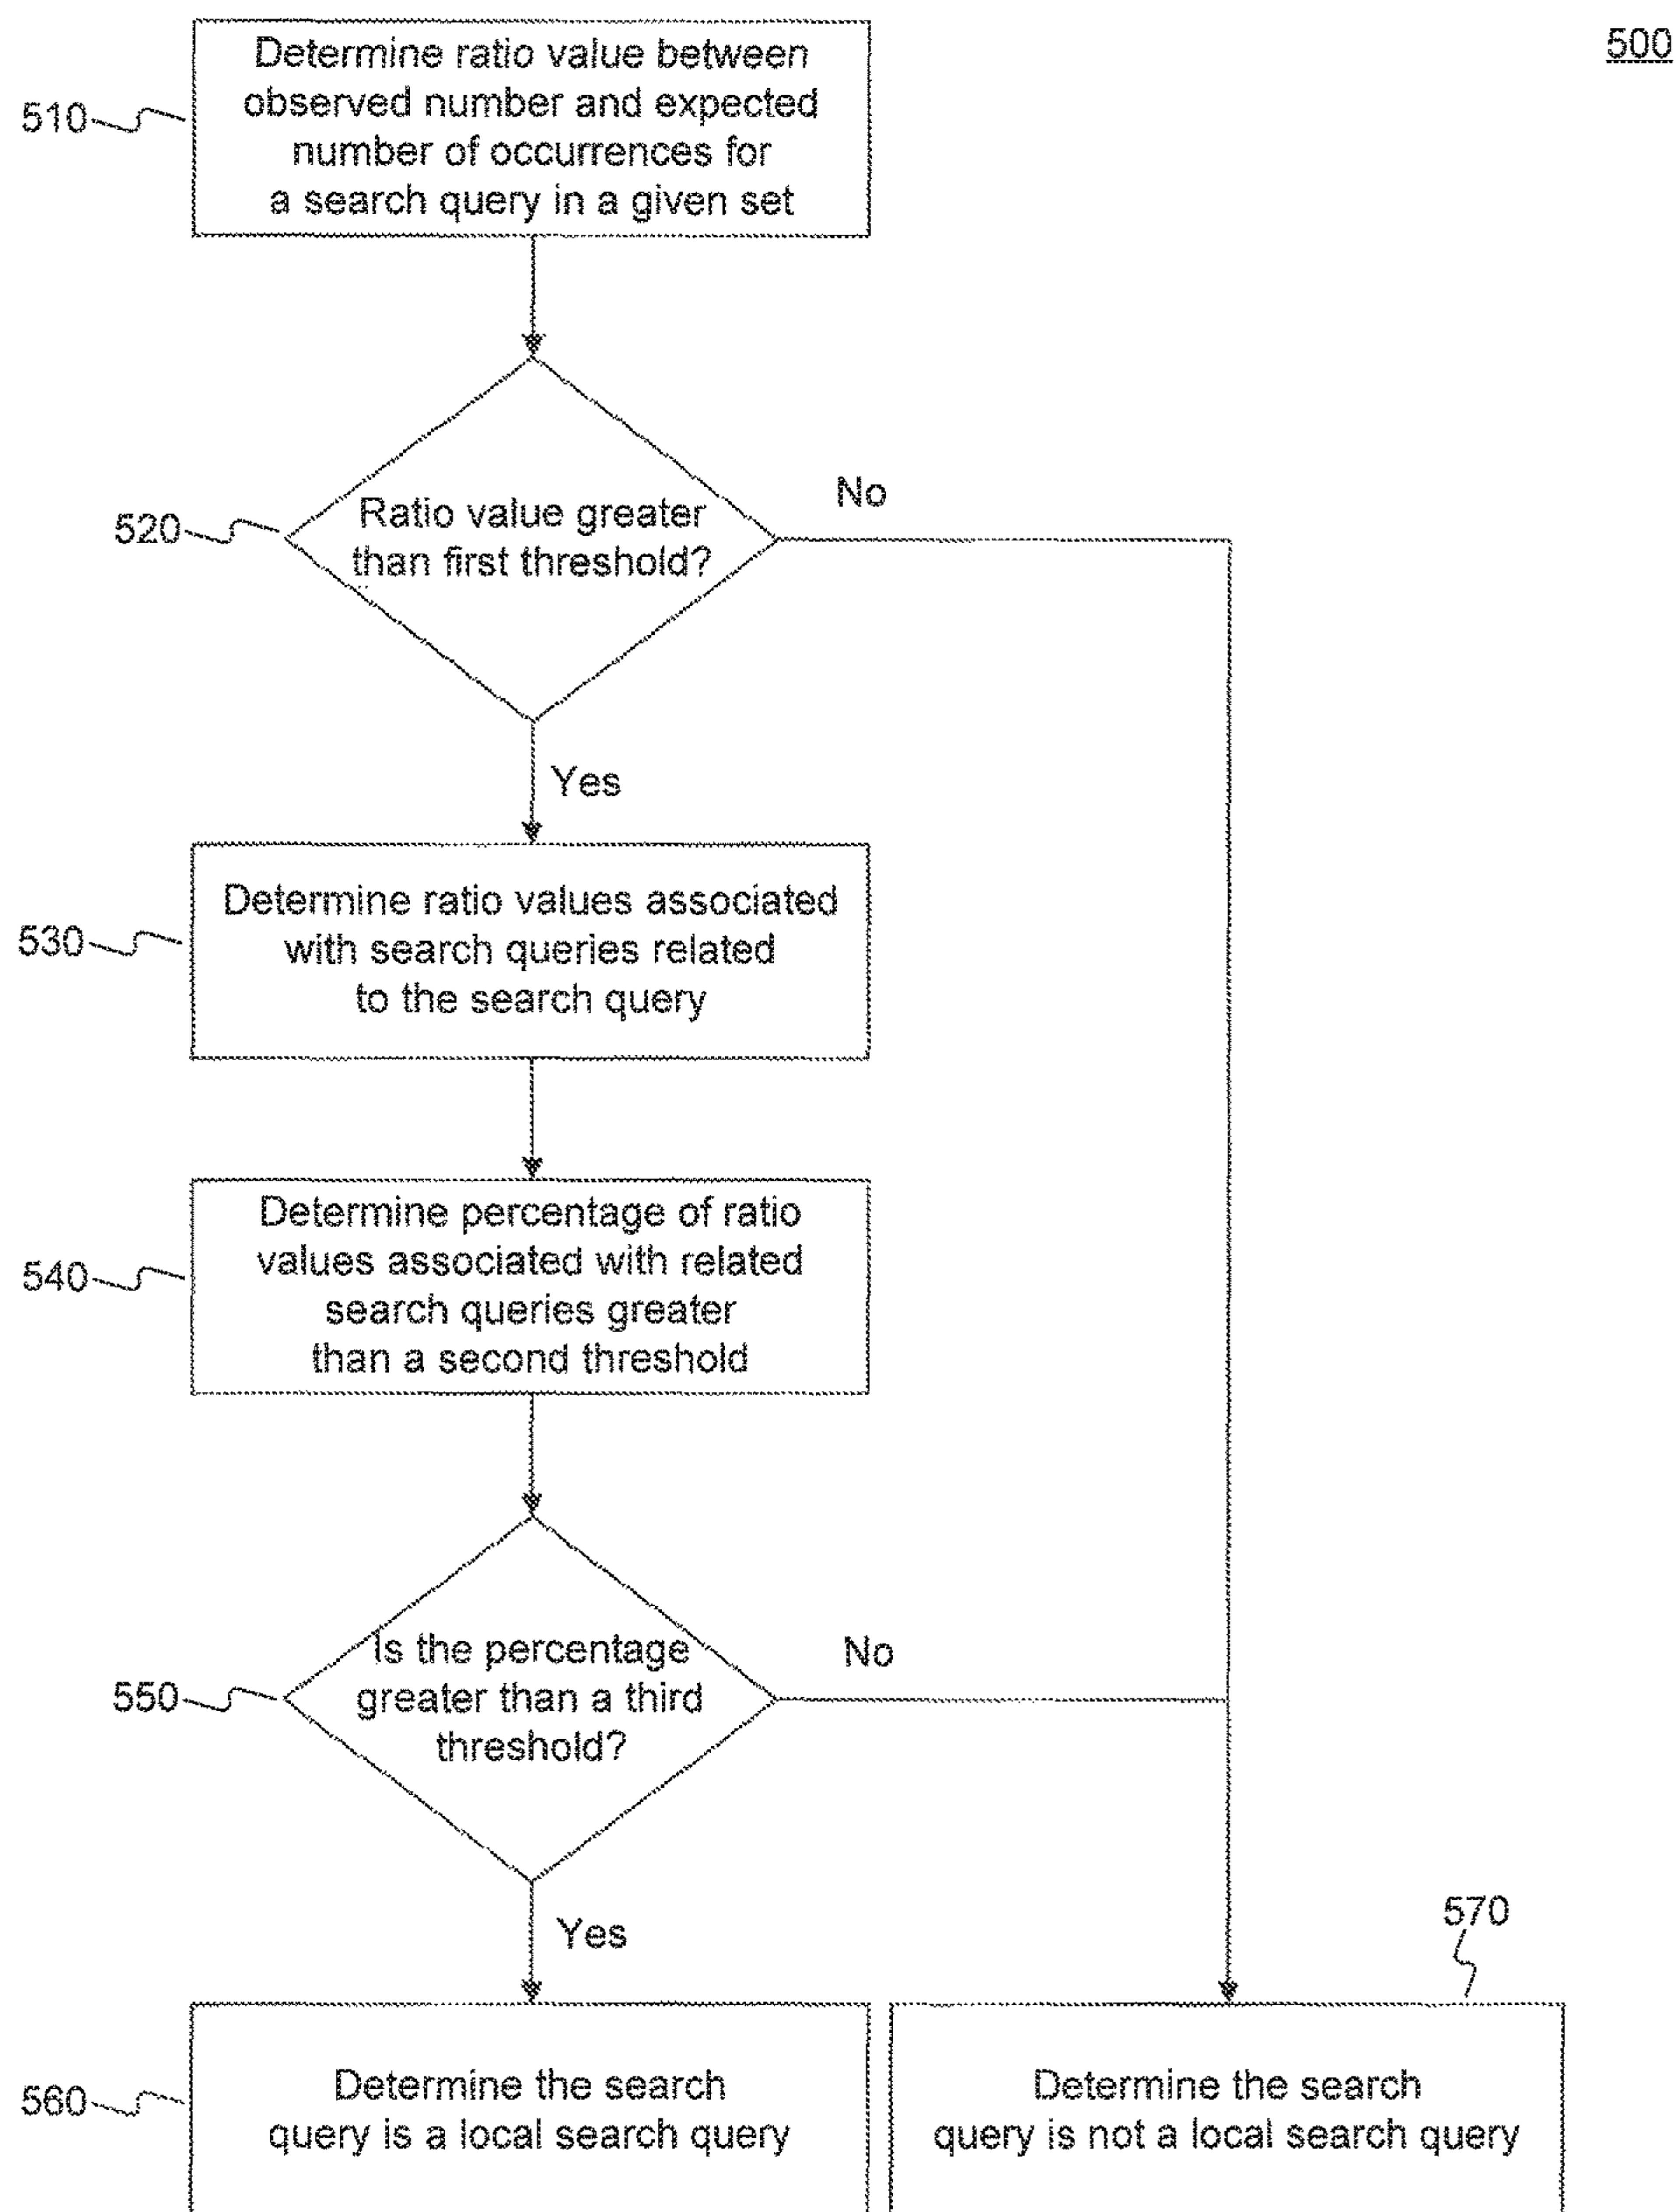 500
Determine ratio value between
observed number and expected
number of occurrences for
a search query in a given set
510
Ratio value greater
than first threshold?
520
No
Yes
Determine ratio values associated
with search queries related
to the search query
530
Determine percentage of ratio
values associated with related
search queries greater
than a second threshold
540
Is the percentage
greater than a third
threshold?
550
No
Yes
570
560
Determine the search
query is a local search query
Determine the search
query is not a local search query